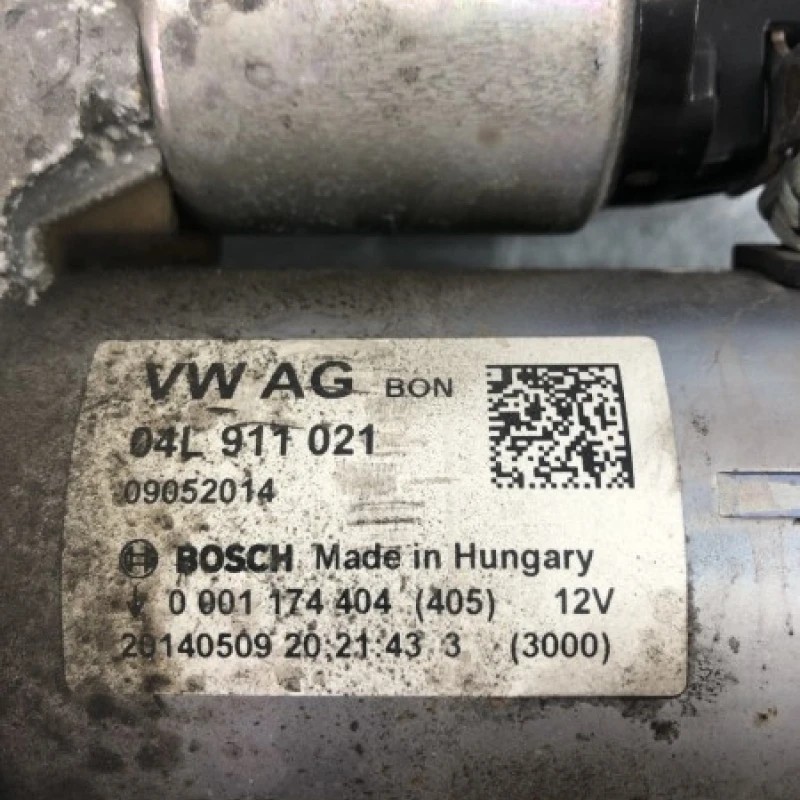 VW AG BON
04L 911 021
09052014
BOSCH Made in Hungary
0 001 174 404 (405) 12V
20140509 20 21 43 3 (3000)